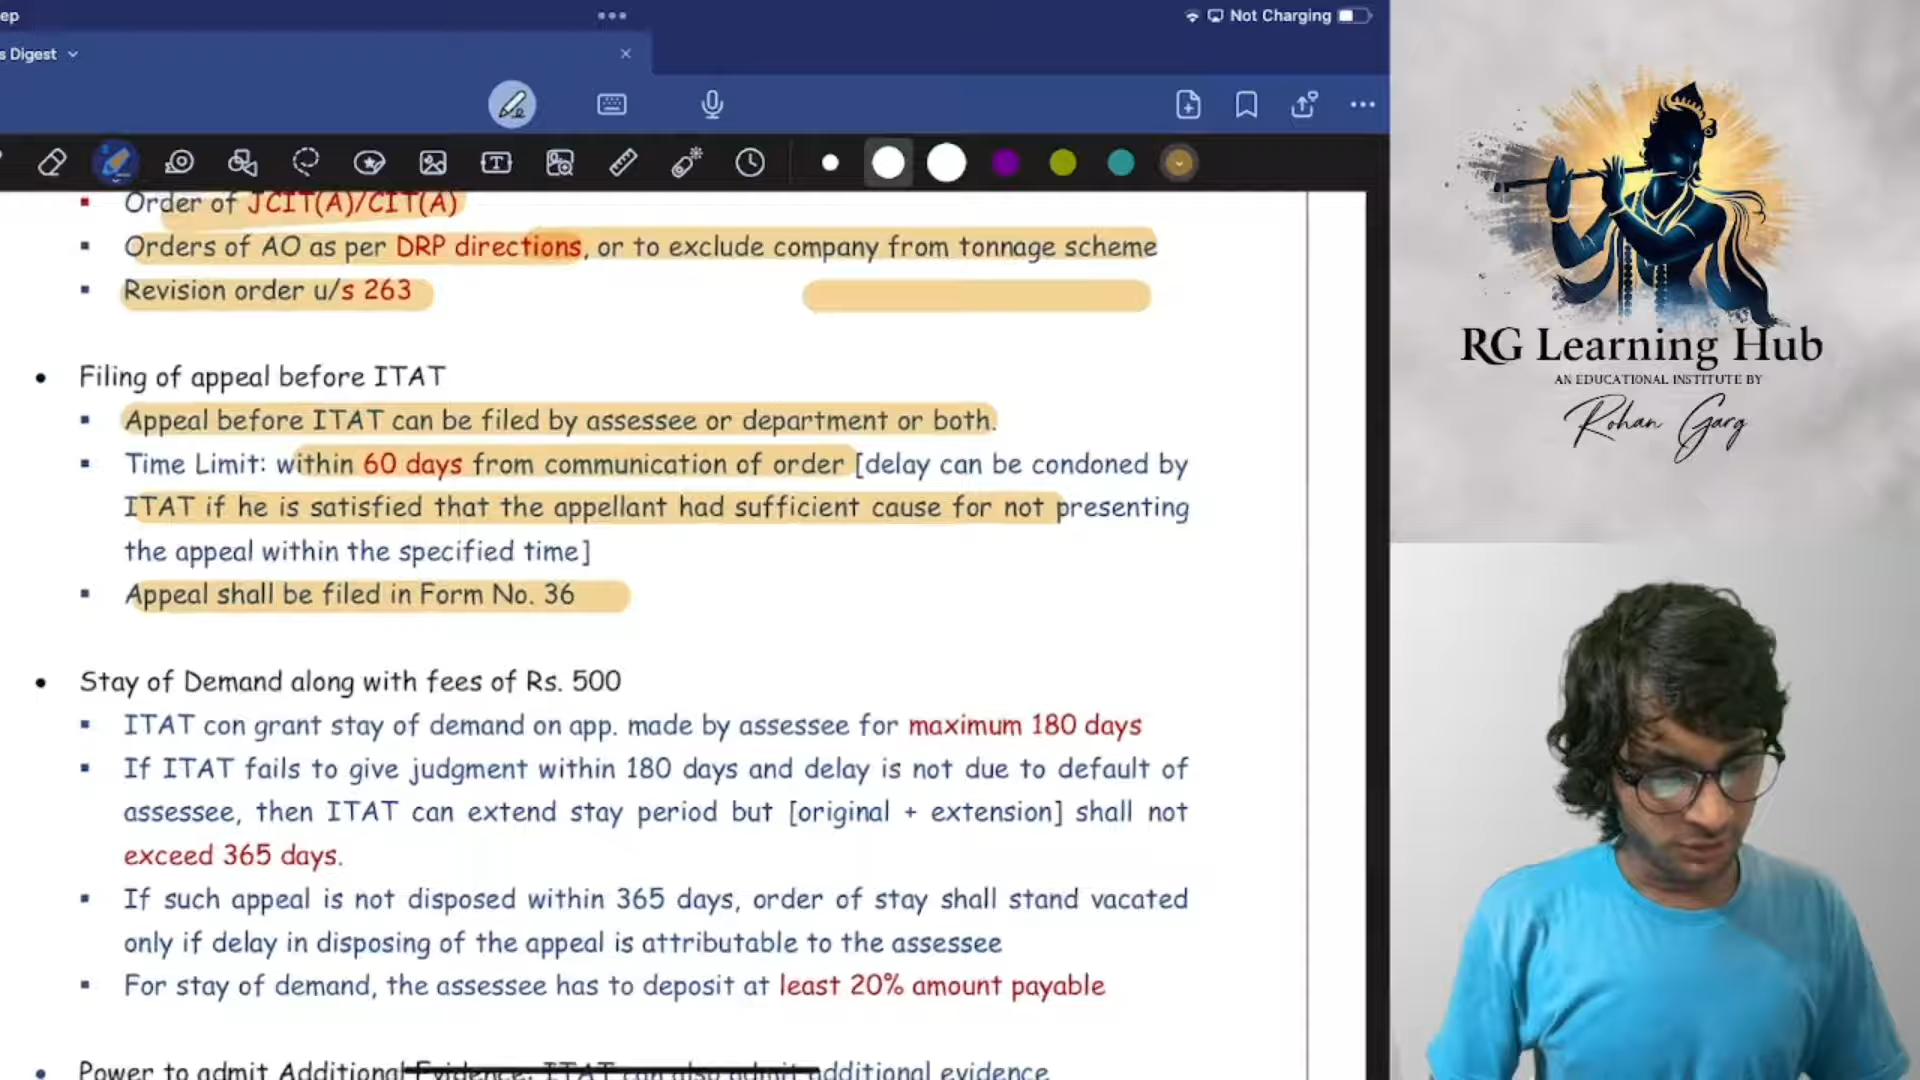 ep
Not Charging
s Digest
Order of JCIT(A)/CIT(A)
Orders of AO as per DRP directions, or to exclude company from tonnage scheme
Revision order u/s 263
Filing of appeal before ITAT
Appeal before ITAT can be filed by assessee or department or both.
Time Limit: within 60 days from communication of order [delay can be condoned by
ITAT if he is satisfied that the appellant had sufficient cause for not presenting
the appeal within the specified time]
Appeal shall be filed in Form No. 36
Stay of Demand along with fees of Rs. 500
ITAT con grant stay of demand on app. made by assessee for maximum 180 days
If ITAT fails to give judgment within 180 days and delay is not due to default of
assessee, then ITAT can extend stay period but [original + extension] shall not
exceed 365 days.
If such appeal is not disposed within 365 days, order of stay shall stand vacated
only if delay in disposing of the appeal is attributable to the assessee
For stay of demand, the assessee has to deposit at least 20% amount payable
Power to admit Additional Evidence: ITAT can also admit additional evidence
RG Learning Hub
AN EDUCATIONAL INSTITUTE BY
Rohan Garg